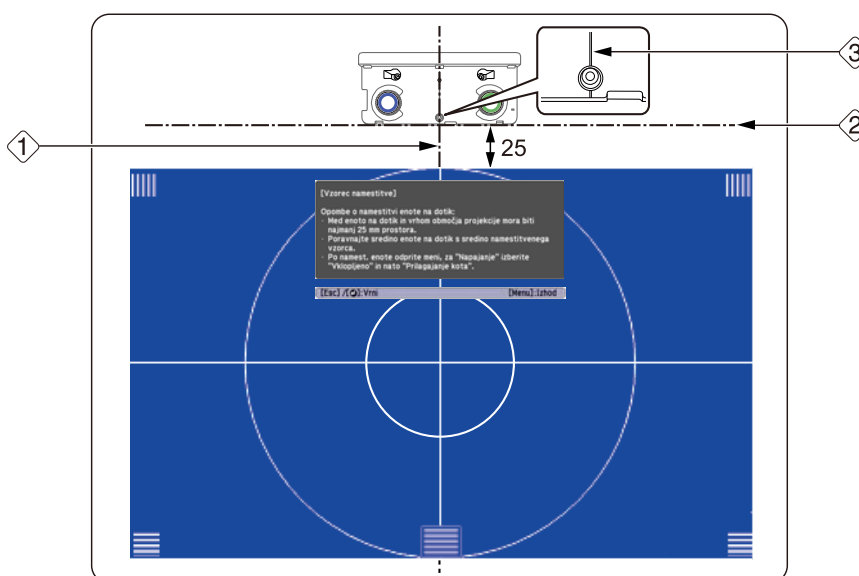 3
2
1
25
[Vzorec namestitve]
Opombe o namestitvi enote na dotik:
· Med enoto na dotik in vrhom območja projekcije mora biti
najmanj 25 mm prostora.
· Poravnajte sredino enote na dotik s sredino namestitvenega
vzorca.
· Po namest. enote odprite meni, za "Napajanje" izberite
"Vklopljeno" in nato "Prilagajanje kota".
[Esc] /[⮌]:Vrni [Menu]:Izhod